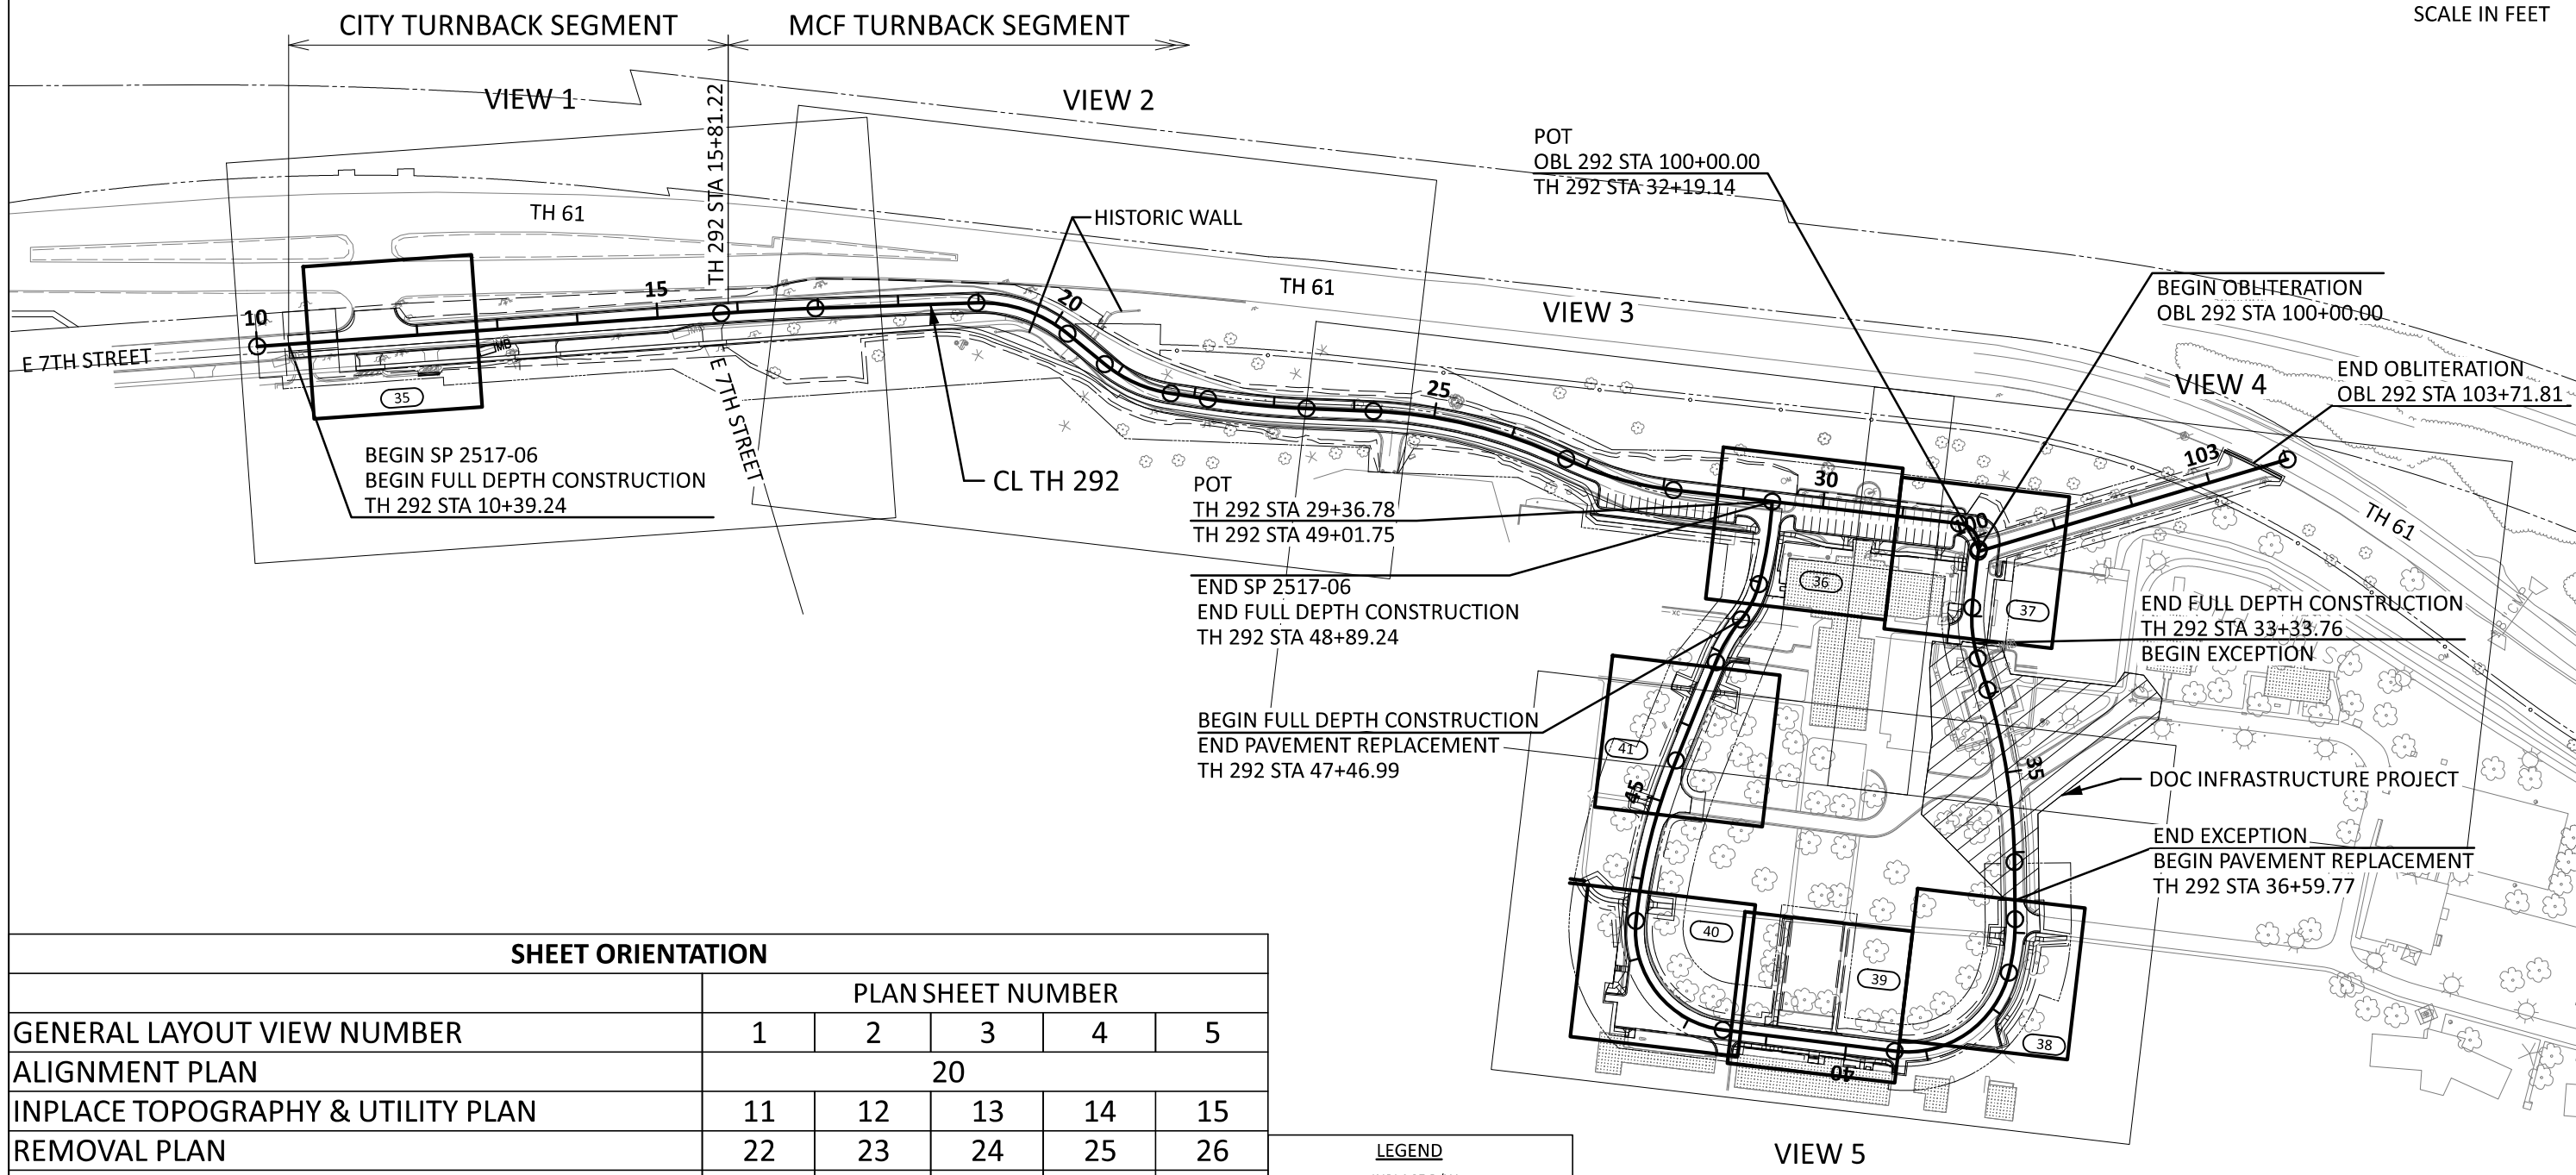 SCALE IN FEET
CITY TURNBACK SEGMENT
MCF TURNBACK SEGMENT
VIEW 1
VIEW 2
TH 292 STA 15+81.22
POT
OBL 292 STA 100+00.00
TH 292 STA 32+19.14
TH 61
HISTORIC WALL
TH 61
VIEW 3
BEGIN OBLITERATION
OBL 292 STA 100+00.00
END OBLITERATION
OBL 292 STA 103+71.81
VIEW 4
10
15
20
25
30
100
103
E 7TH STREET
E 7TH STREET
35
BEGIN SP 2517-06
BEGIN FULL DEPTH CONSTRUCTION
TH 292 STA 10+39.24
CL TH 292
POT
TH 292 STA 29+36.78
TH 292 STA 49+01.75
TH 61
END SP 2517-06
END FULL DEPTH CONSTRUCTION
TH 292 STA 48+89.24
36
37
END FULL DEPTH CONSTRUCTION
TH 292 STA 33+33.76
BEGIN EXCEPTION
BEGIN FULL DEPTH CONSTRUCTION
END PAVEMENT REPLACEMENT
TH 292 STA 47+46.99
41
45
35
DOC INFRASTRUCTURE PROJECT
END EXCEPTION
BEGIN PAVEMENT REPLACEMENT
TH 292 STA 36+59.77
40
39
38
40
VIEW 5
SHEET ORIENTATION
PLAN SHEET NUMBER
GENERAL LAYOUT VIEW NUMBER 1 2 3 4 5
ALIGNMENT PLAN 20
INPLACE TOPOGRAPHY & UTILITY PLAN 11 12 13 14 15
REMOVAL PLAN 22 23 24 25 26
LEGEND